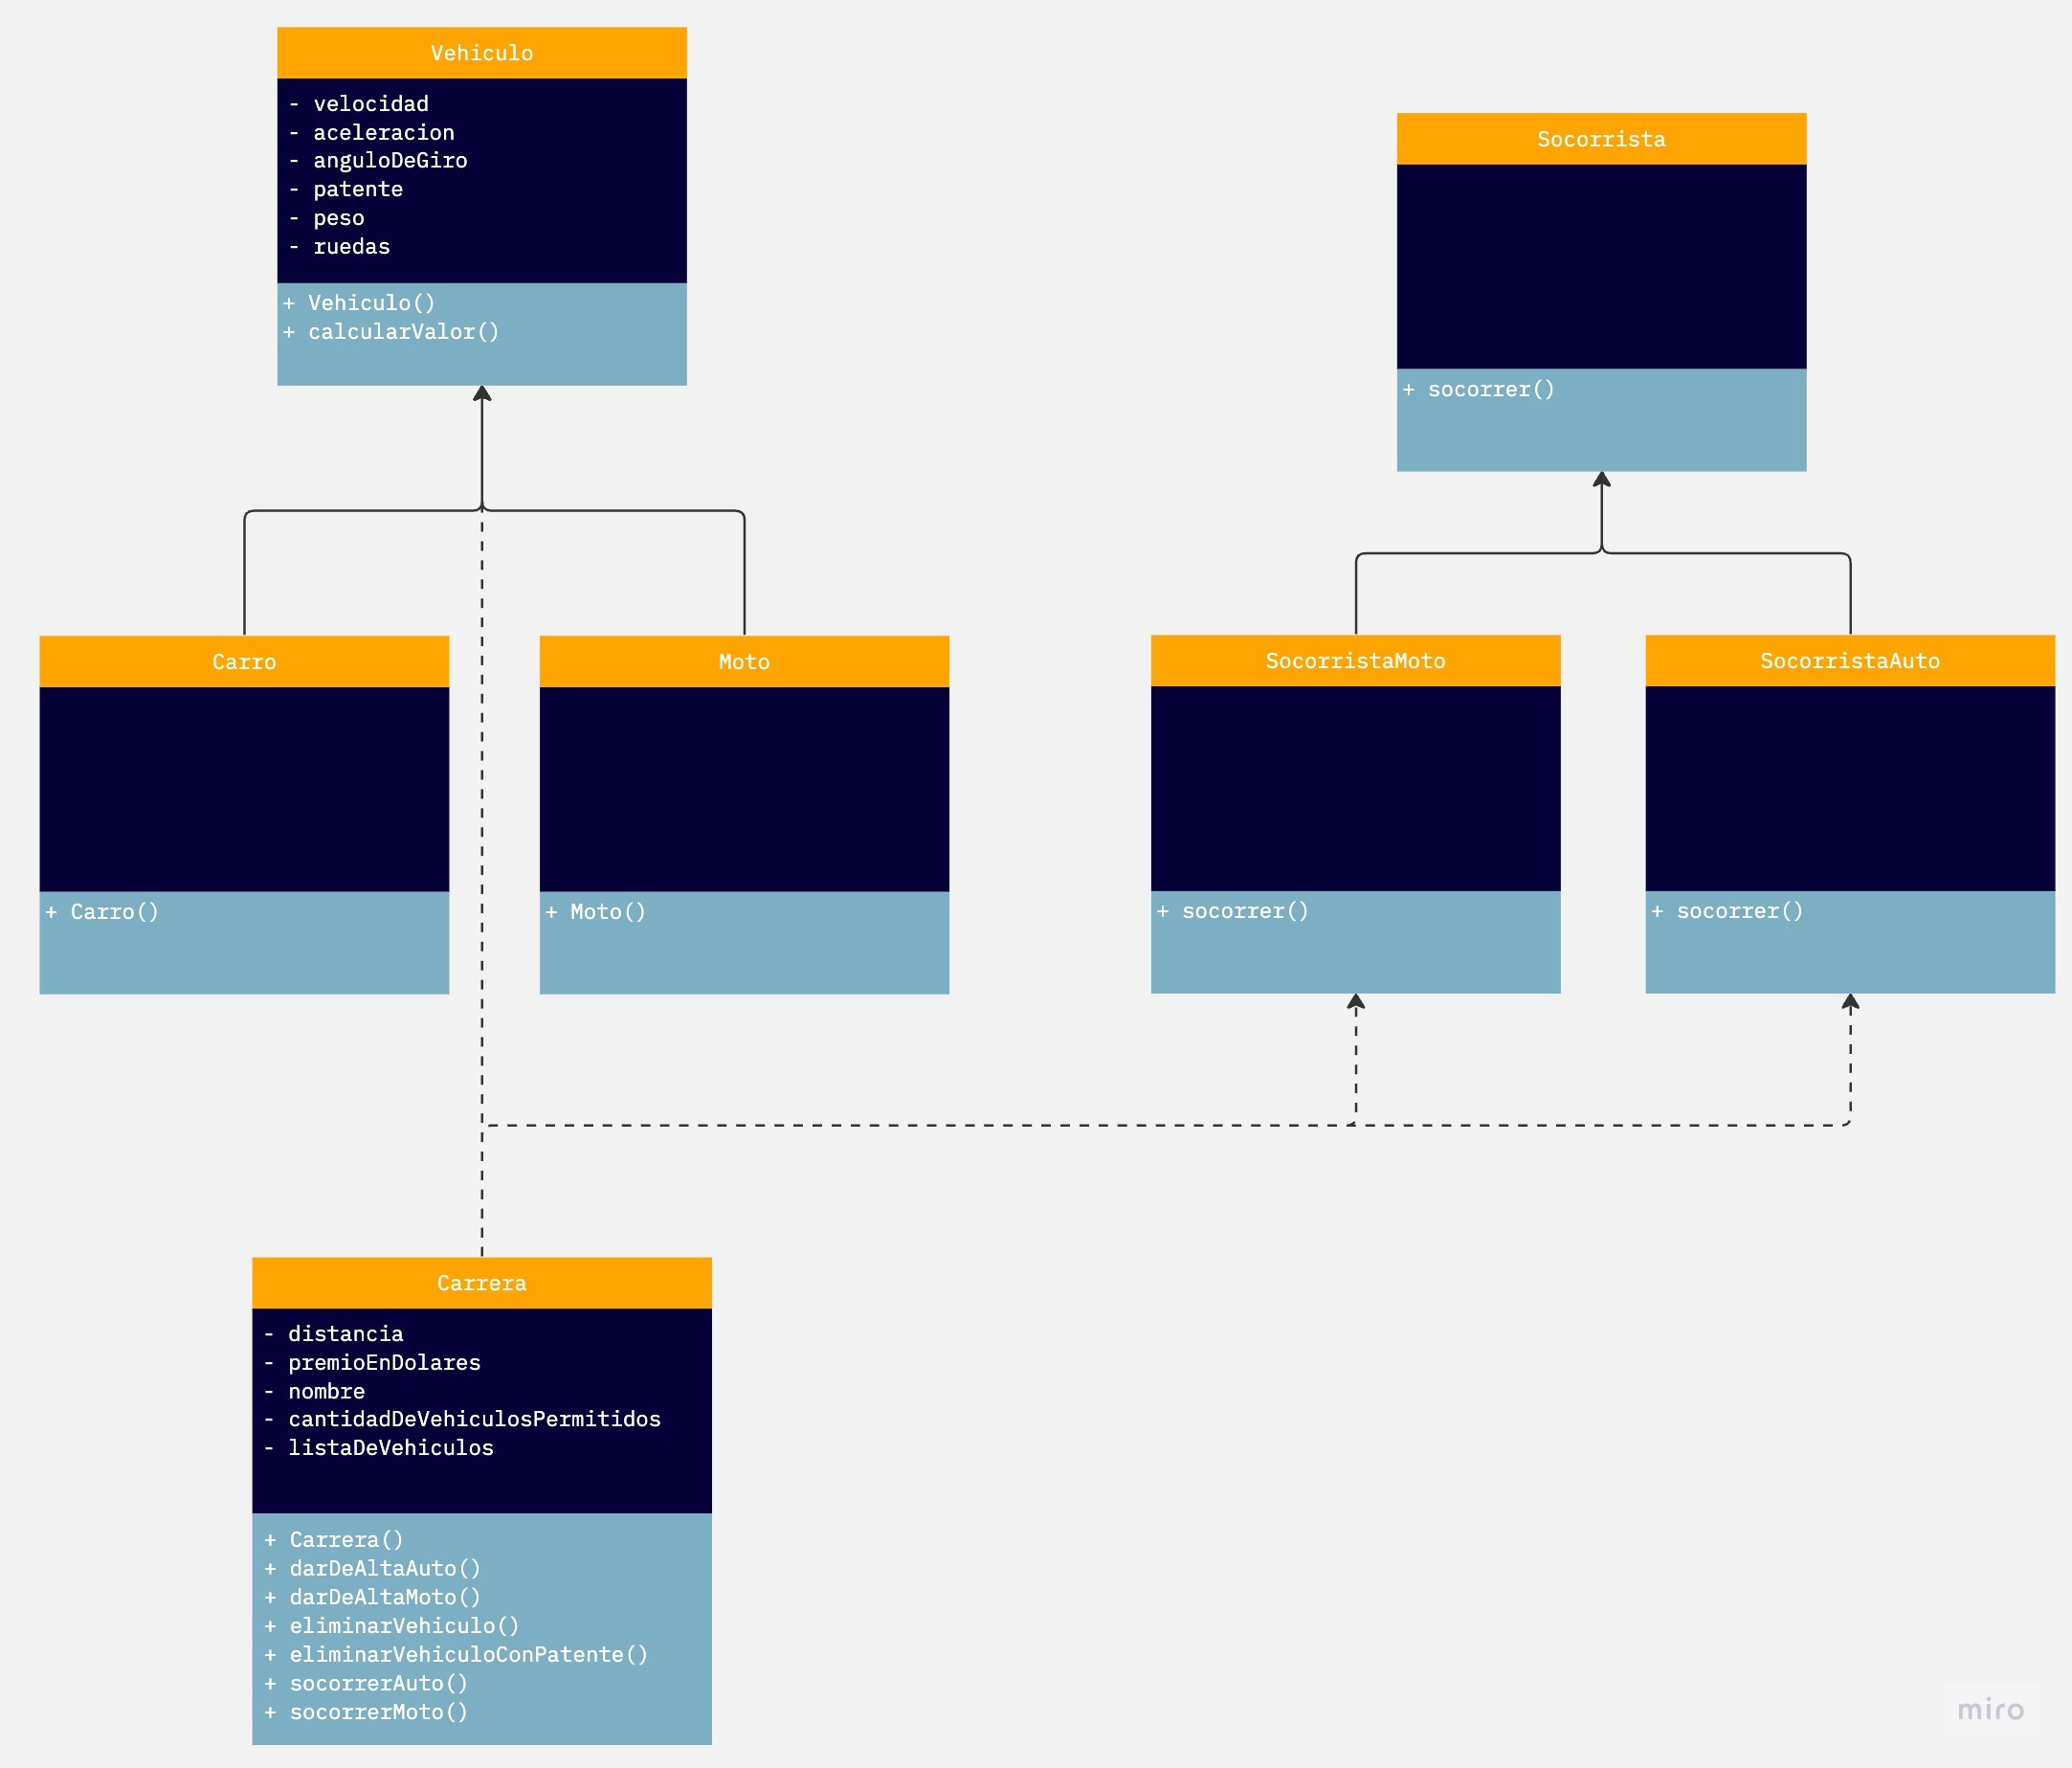 Vehiculo
- velocidad
- aceleracion
- anguloDeGiro
- patente
- peso
- ruedas
+ Vehiculo()
+ calcularValor()
Socorrista
+ socorrer()
Carro
+ Carro()
Moto
+ Moto()
SocorristaMoto
+ socorrer()
SocorristaAuto
+ socorrer()
Carrera
- distancia
- premioEnDolares
- nombre
- cantidadDeVehiculosPermitidos
- listaDeVehiculos
+ Carrera()
+ darDeAltaAuto()
+ darDeAltaMoto()
+ eliminarVehiculo()
+ eliminarVehiculoConPatente()
+ socorrerAuto()
+ socorrerMoto()
miro